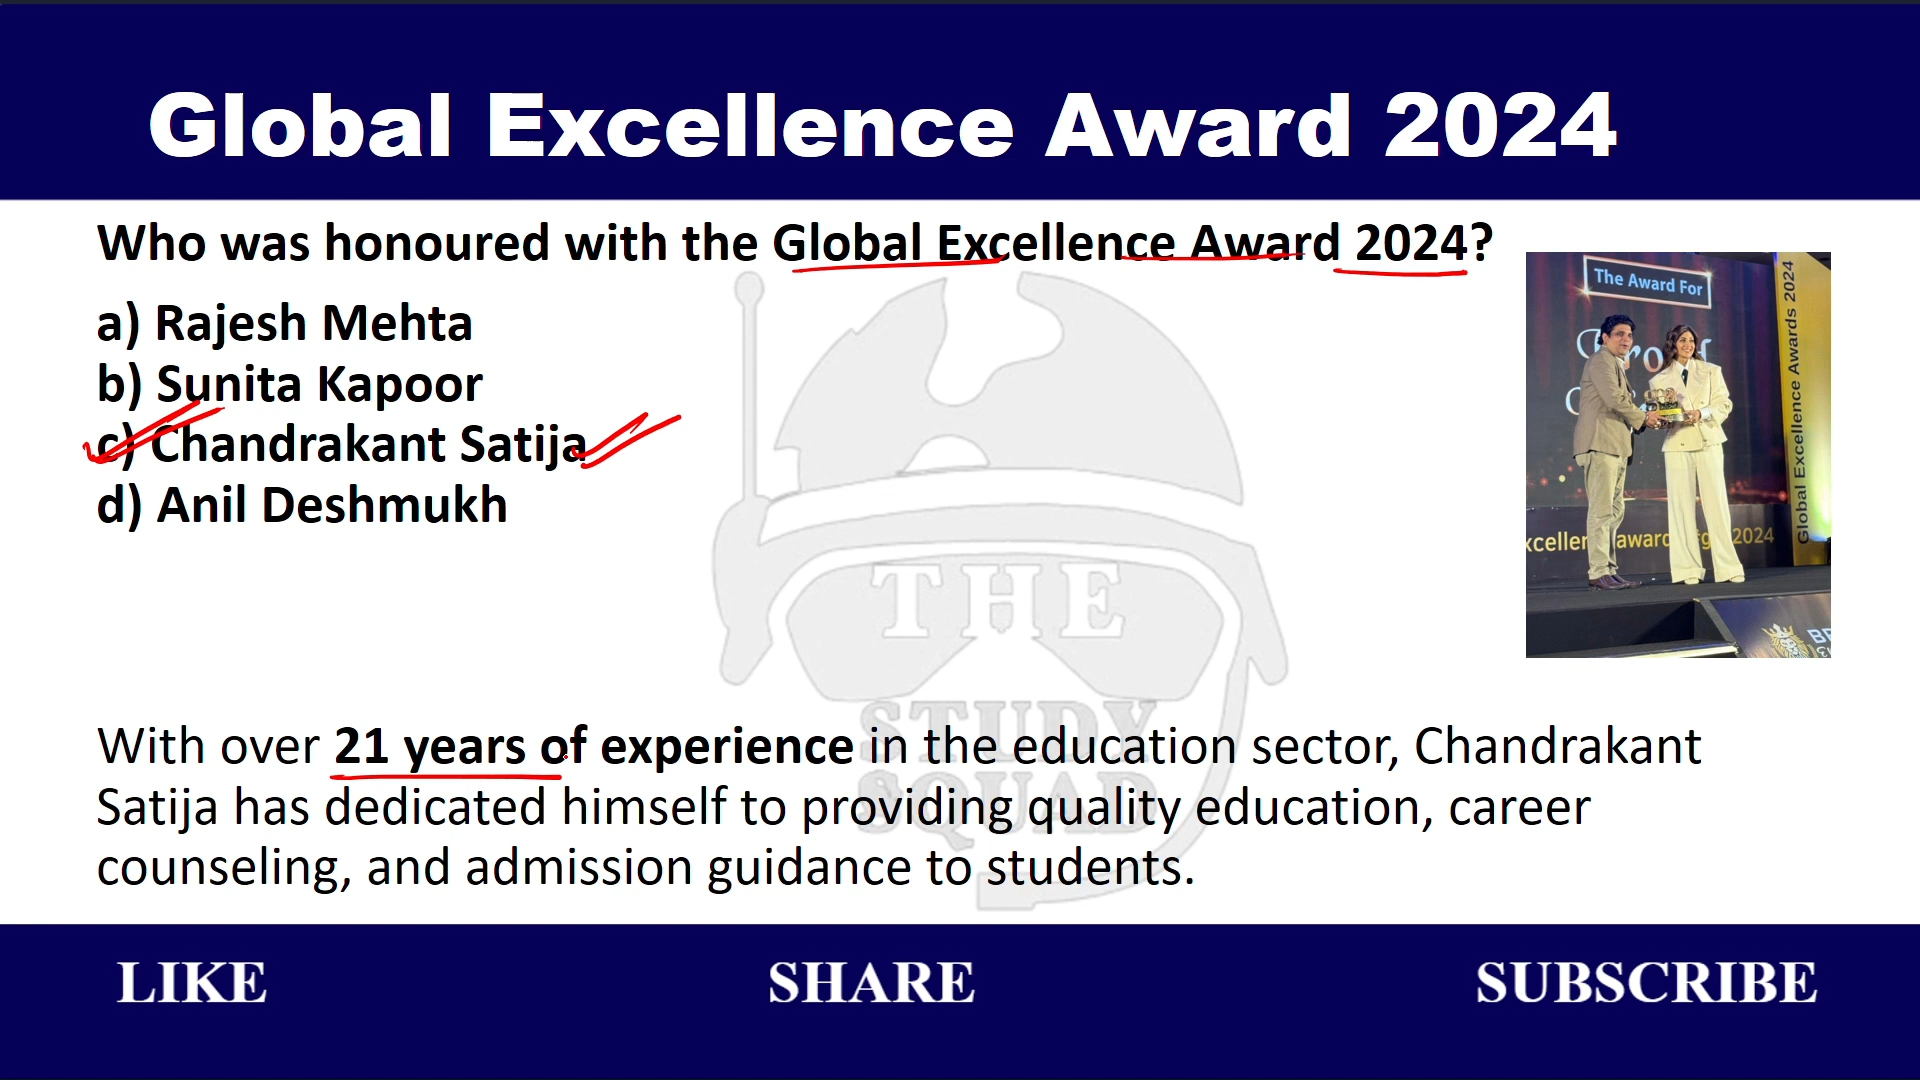 Global Excellence Award 2024
Who was honoured with the Global Excellence Award 2024?
a) Rajesh Mehta
b) Sunita Kapoor
c) Chandrakant Satija
d) Anil Deshmukh
The Award For
Global Excellence Awards 2024
2024
THE
STUDY
SQUAD
With over 21 years of experience in the education sector, Chandrakant
Satija has dedicated himself to providing quality education, career
counseling, and admission guidance to students.
LIKE
SHARE
SUBSCRIBE